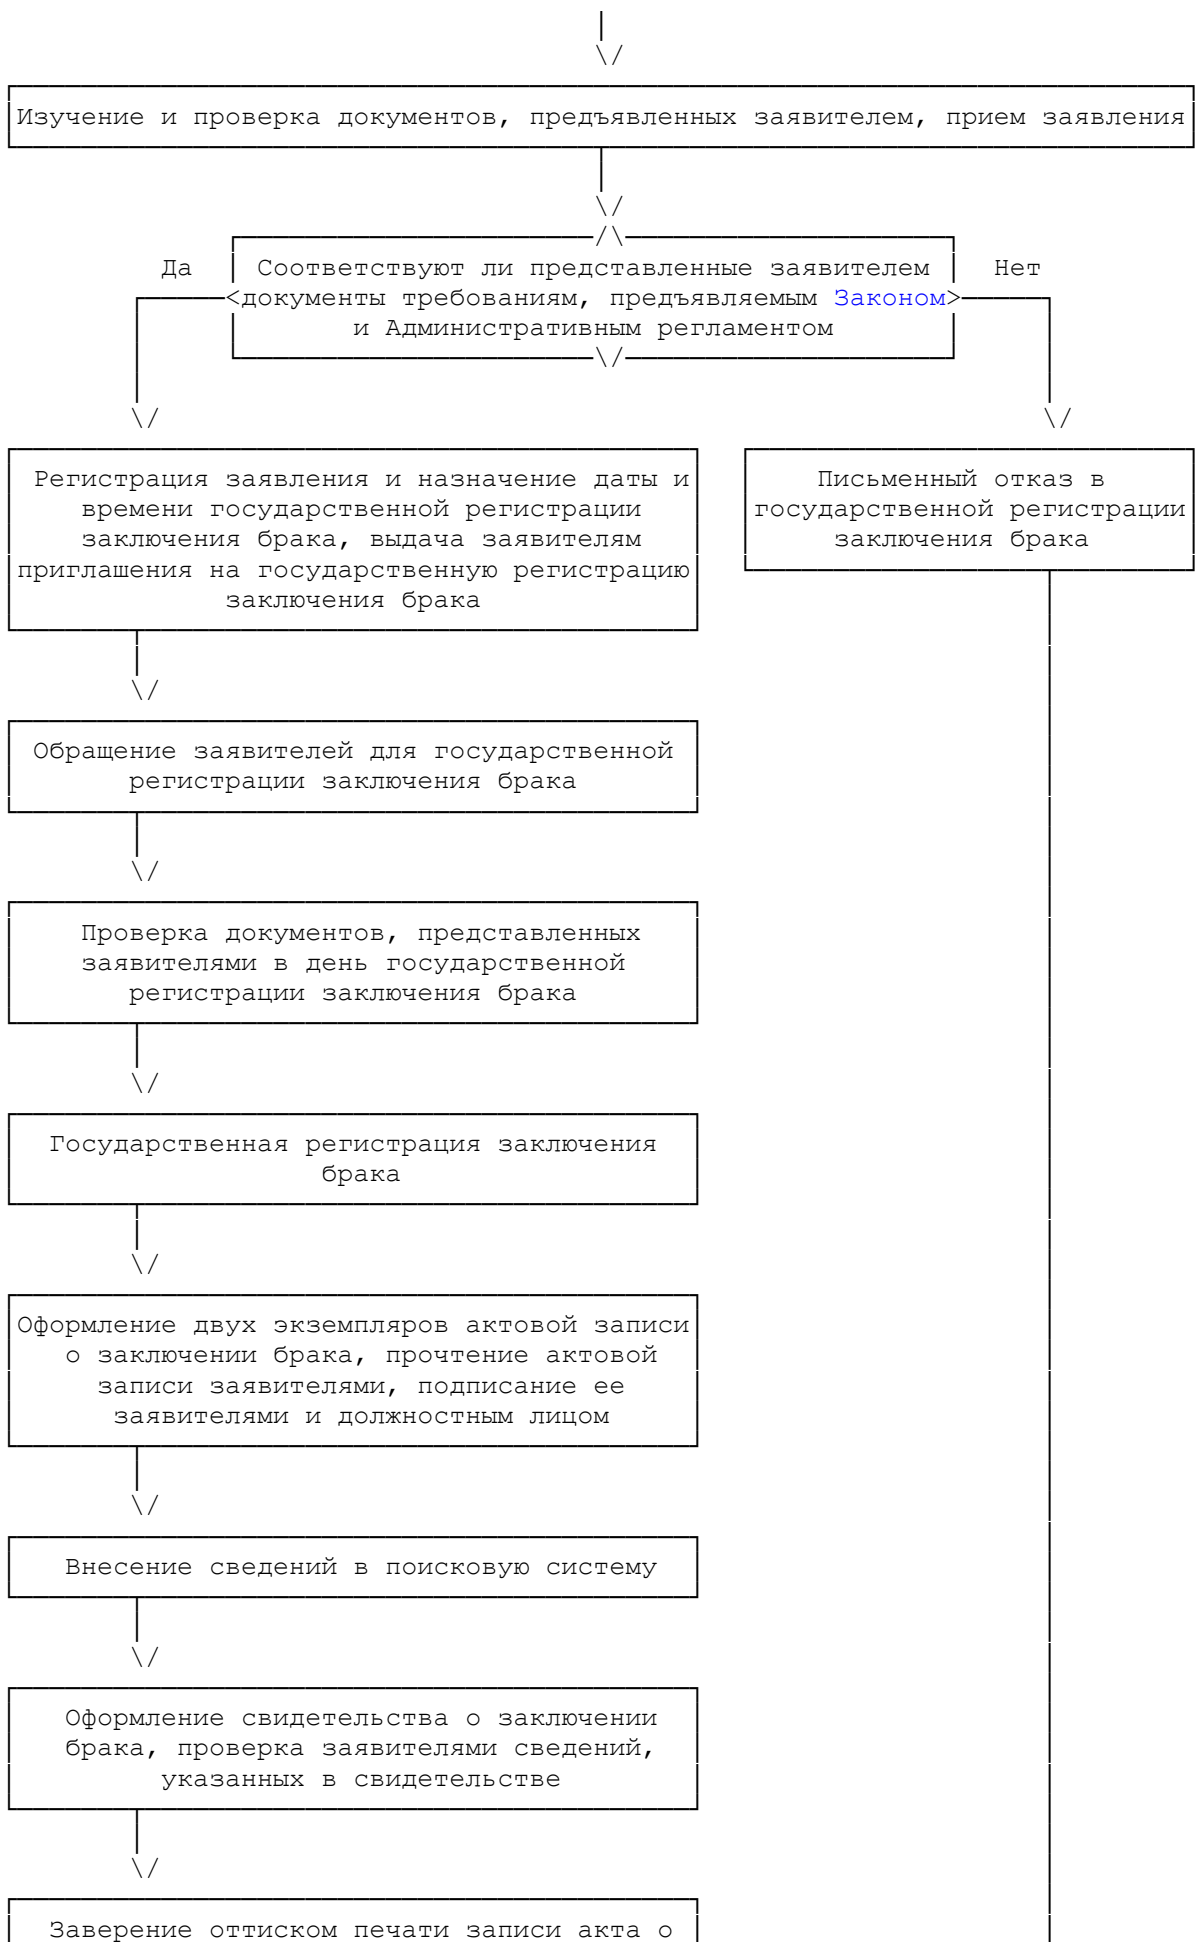 Изучение и проверка документов, предъявленных заявителем, прием заявления
Да
Соответствуют ли представленные заявителем
Нет
документы требованиям, предъявляемым Законом
и Административным регламентом
Регистрация заявления и назначение даты и
времени государственной регистрации
заключения брака, выдача заявителям
приглашения на государственную регистрацию
заключения брака
Письменный отказ в
государственной регистрации
заключения брака
Обращение заявителей для государственной
регистрации заключения брака
Проверка документов, представленных
заявителями в день государственной
регистрации заключения брака
Государственная регистрация заключения
брака
Оформление двух экземпляров актовой записи
о заключении брака, прочтение актовой
записи заявителями, подписание ее
заявителями и должностным лицом
Внесение сведений в поисковую систему
Оформление свидетельства о заключении
брака, проверка заявителями сведений,
указанных в свидетельстве
Заверение оттиском печати записи акта о